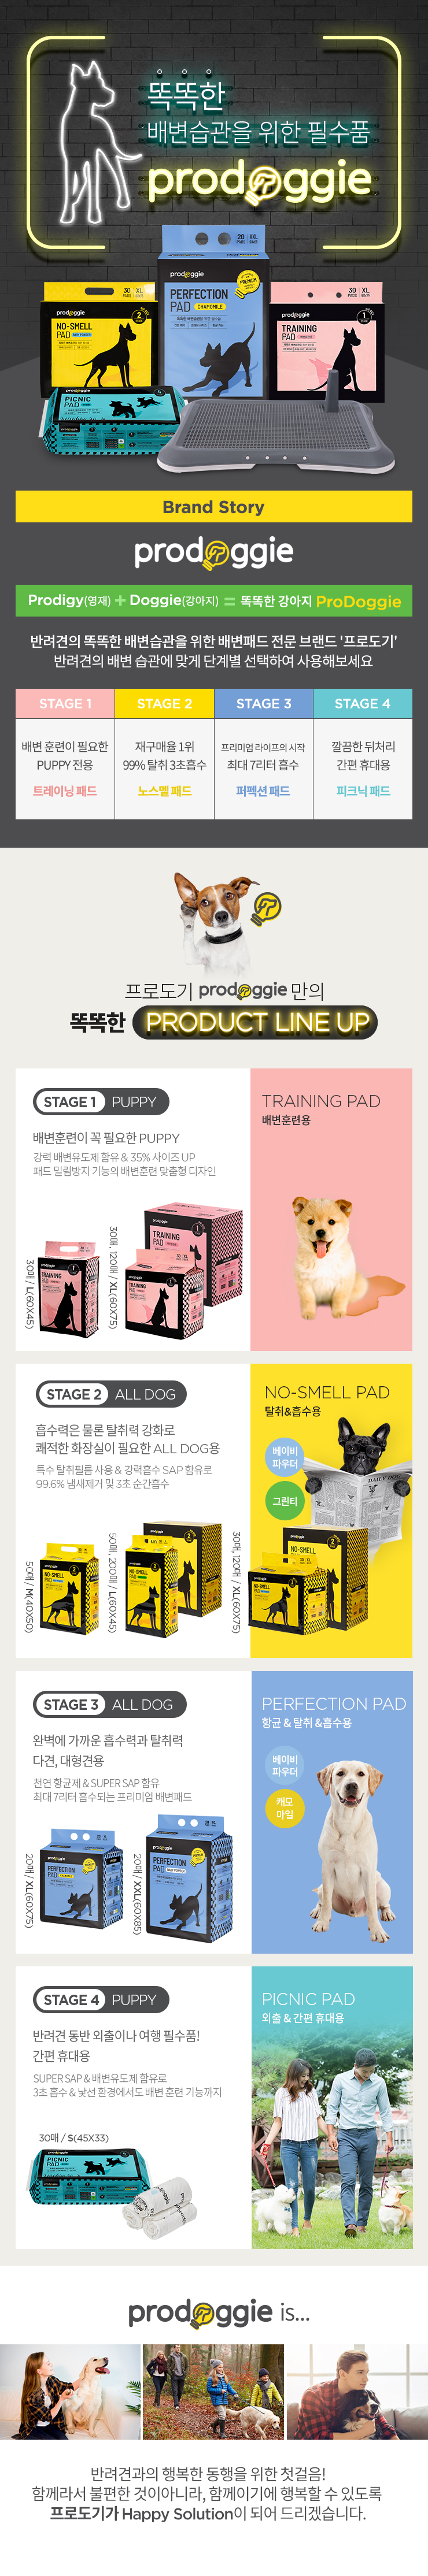 똑똑한
배변습관을 위한 필수품
prodoggie
prodoggie
NO-SMELL
PAD
prodoggie
PERFECTION
PAD
CHAMOMILE
20 XXL
PREMIUM
prodoggie
TRAINING
PAD
30 XL
prodoggie
PICNIC
PAD
Brand Story
prodoggie
Prodigy(영재) + Doggie(강아지) = 똑똑한 강아지 ProDoggie
반려견의 똑똑한 배변습관을 위한 배변패드 전문 브랜드 '프로도기'
반려견의 배변 습관에 맞게 단계별 선택하여 사용해보세요
STAGE 1
STAGE 2
STAGE 3
STAGE 4
배변 훈련이 필요한
PUPPY 전용
트레이닝 패드
재구매율 1위
99% 탈취 3초흡수
노스멜 패드
프리미엄 라이프의 시작
최대 7리터 흡수
퍼펙션 패드
깔끔한 뒤처리
간편 휴대용
피크닉 패드
프로도기 prodoggie 만의
똑똑한 PRODUCT LINE UP
STAGE 1 PUPPY
배변훈련이 꼭 필요한 PUPPY
강력 배변유도제 함유 & 35% 사이즈 UP
패드 밀림방지 기능의 배변훈련 맞춤형 디자인
30매 / L(60X45)
30매, 120매 / XL(60X75)
TRAINING PAD
배변훈련용
STAGE 2 ALL DOG
흡수력은 물론 탈취력 강화로
쾌적한 화장실이 필요한 ALL DOG용
특수 탈취필름 사용 & 강력흡수 SAP 함유로
99.6% 냄새제거 및 3초 순간흡수
50매 / M(40X50)
50매, 200매 / L(60X45)
30매, 120매 / XL(60X75)
NO-SMELL PAD
탈취&흡수용
베이비
파우더
그린티
DAILY DOG
STAGE 3 ALL DOG
완벽에 가까운 흡수력과 탈취력
다견, 대형견용
천연 항균제 & SUPER SAP 함유
최대 7리터 흡수되는 프리미엄 배변패드
20매 / XL(60X75)
20매 / XXL(60X85)
PERFECTION PAD
항균 & 탈취 &흡수용
베이비
파우더
캐모
마일
STAGE 4 PUPPY
반려견 동반 외출이나 여행 필수품!
간편 휴대용
SUPER SAP & 배변유도제 함유로
3초 흡수 & 낯선 환경에서도 배변 훈련 기능까지
30매 / S(45X33)
PICNIC PAD
외출 & 간편 휴대용
prodoggie is...
반려견과의 행복한 동행을 위한 첫걸음!
함께라서 불편한 것이아니라, 함께이기에 행복할 수 있도록
프로도기가 Happy Solution이 되어 드리겠습니다.